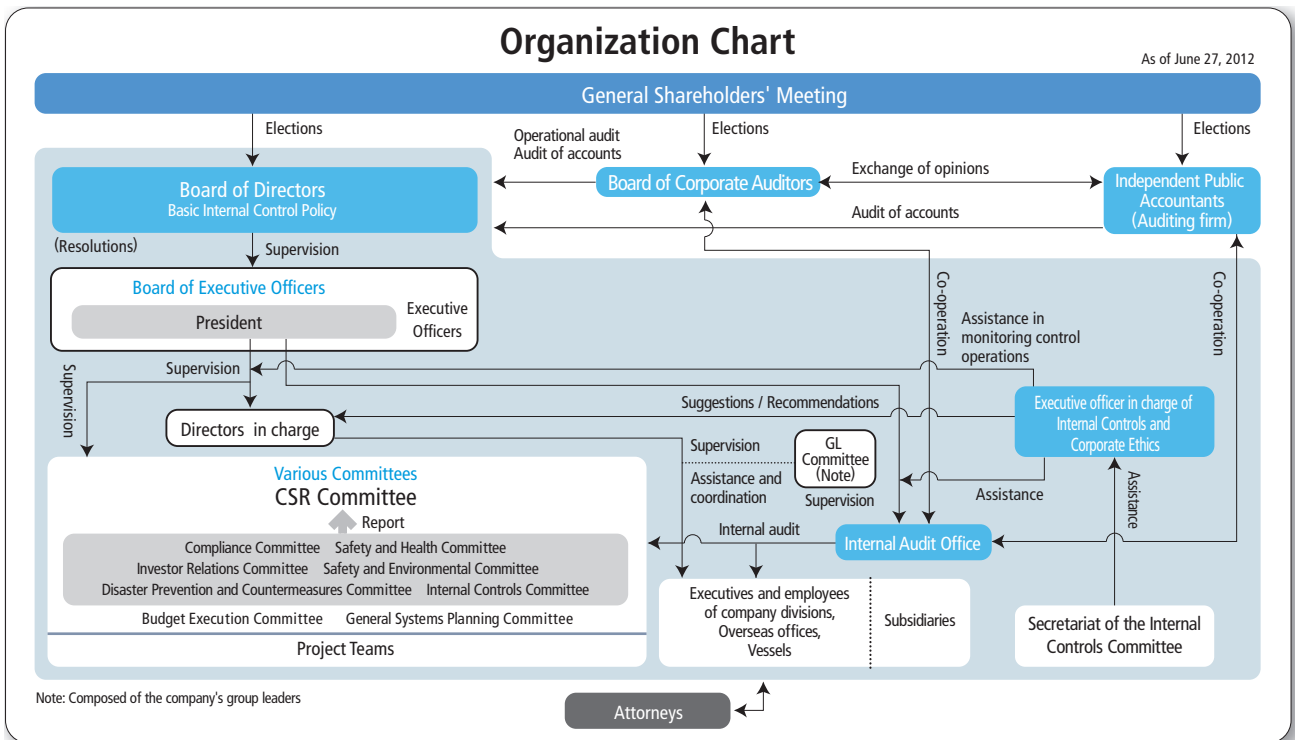 Organization Chart
As of June 27, 2012
General Shareholders' Meeting
Elections
Operational audit
Audit of accounts
Elections
Elections
Board of Directors
Basic Internal Control Policy
Board of Corporate Auditors
Exchange of opinions
Independent Public
Accountants
(Auditing firm)
Audit of accounts
(Resolutions)
Supervision
Board of Executive Officers
President
Executive
Officers
Co-operation
Co-operation
Assistance in
monitoring control
operations
Supervision
Supervision
Directors in charge
Suggestions / Recommendations
Executive officer in charge of
Internal Controls and
Corporate Ethics
Supervision
GL
Committee
(Note)
Assistance and
coordination
Supervision
Assistance
Assistance
Various Committees
CSR Committee
Report
Compliance Committee Safety and Health Committee
Investor Relations Committee Safety and Environmental Committee
Disaster Prevention and Countermeasures Committee Internal Controls Committee
Budget Execution Committee General Systems Planning Committee
Project Teams
Internal audit
Internal Audit Office
Executives and employees
of company divisions,
Overseas offices,
Vessels
Subsidiaries
Secretariat of the Internal
Controls Committee
Note: Composed of the company's group leaders
Attorneys